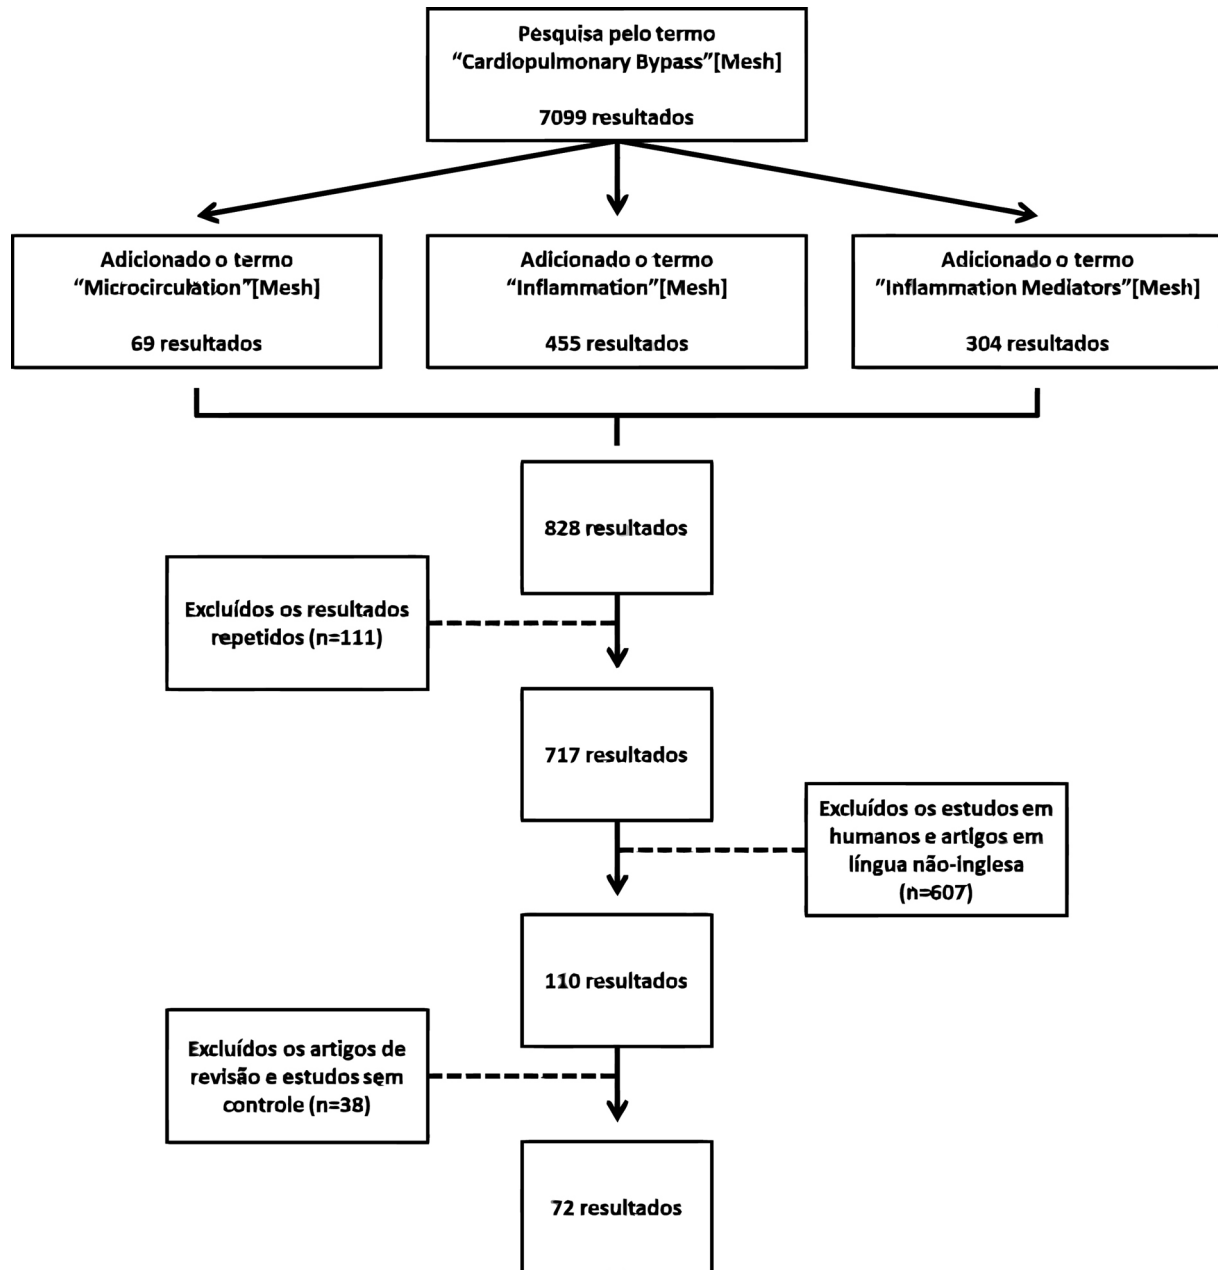 Pesquisa pelo termo
“Cardiopulmonary Bypass”[Mesh]
7099 resultados
Adicionado o termo
“Microcirculation”[Mesh]
69 resultados
Adicionado o termo
“Inflammation”[Mesh]
455 resultados
Adicionado o termo
“Inflammation Mediators”[Mesh]
304 resultados
828 resultados
Excluídos os resultados
repetidos (n=111)
717 resultados
Excluídos os estudos em
humanos e artigos em
língua não-inglesa
(n=607)
110 resultados
Excluídos os artigos de
revisão e estudos sem
controle (n=38)
72 resultados